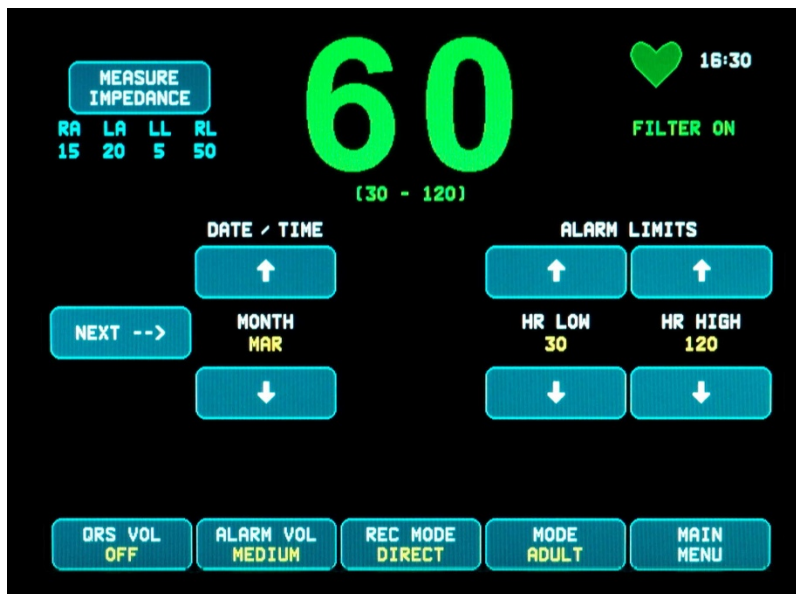 MEASURE
IMPEDANCE
RA LA LL RL
15 20 5 50
60
(30 - 120)
16:30
FILTER ON
DATE / TIME
ALARM LIMITS
NEXT -->
MONTH
MAR
HR LOW
30
HR HIGH
120
QRS VOL
OFF
ALARM VOL
MEDIUM
REC MODE
DIRECT
MODE
ADULT
MAIN
MENU